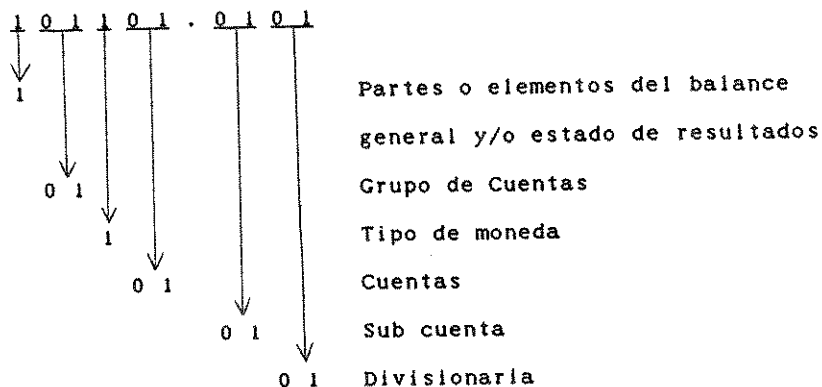 1 0 1 1 0 1 . 0 1 0 1
1 Partes o elementos del balance
general y/o estado de resultados
0 1 Grupo de Cuentas
1 Tipo de moneda
0 1 Cuentas
0 1 Sub cuenta
0 1 Divisionaria